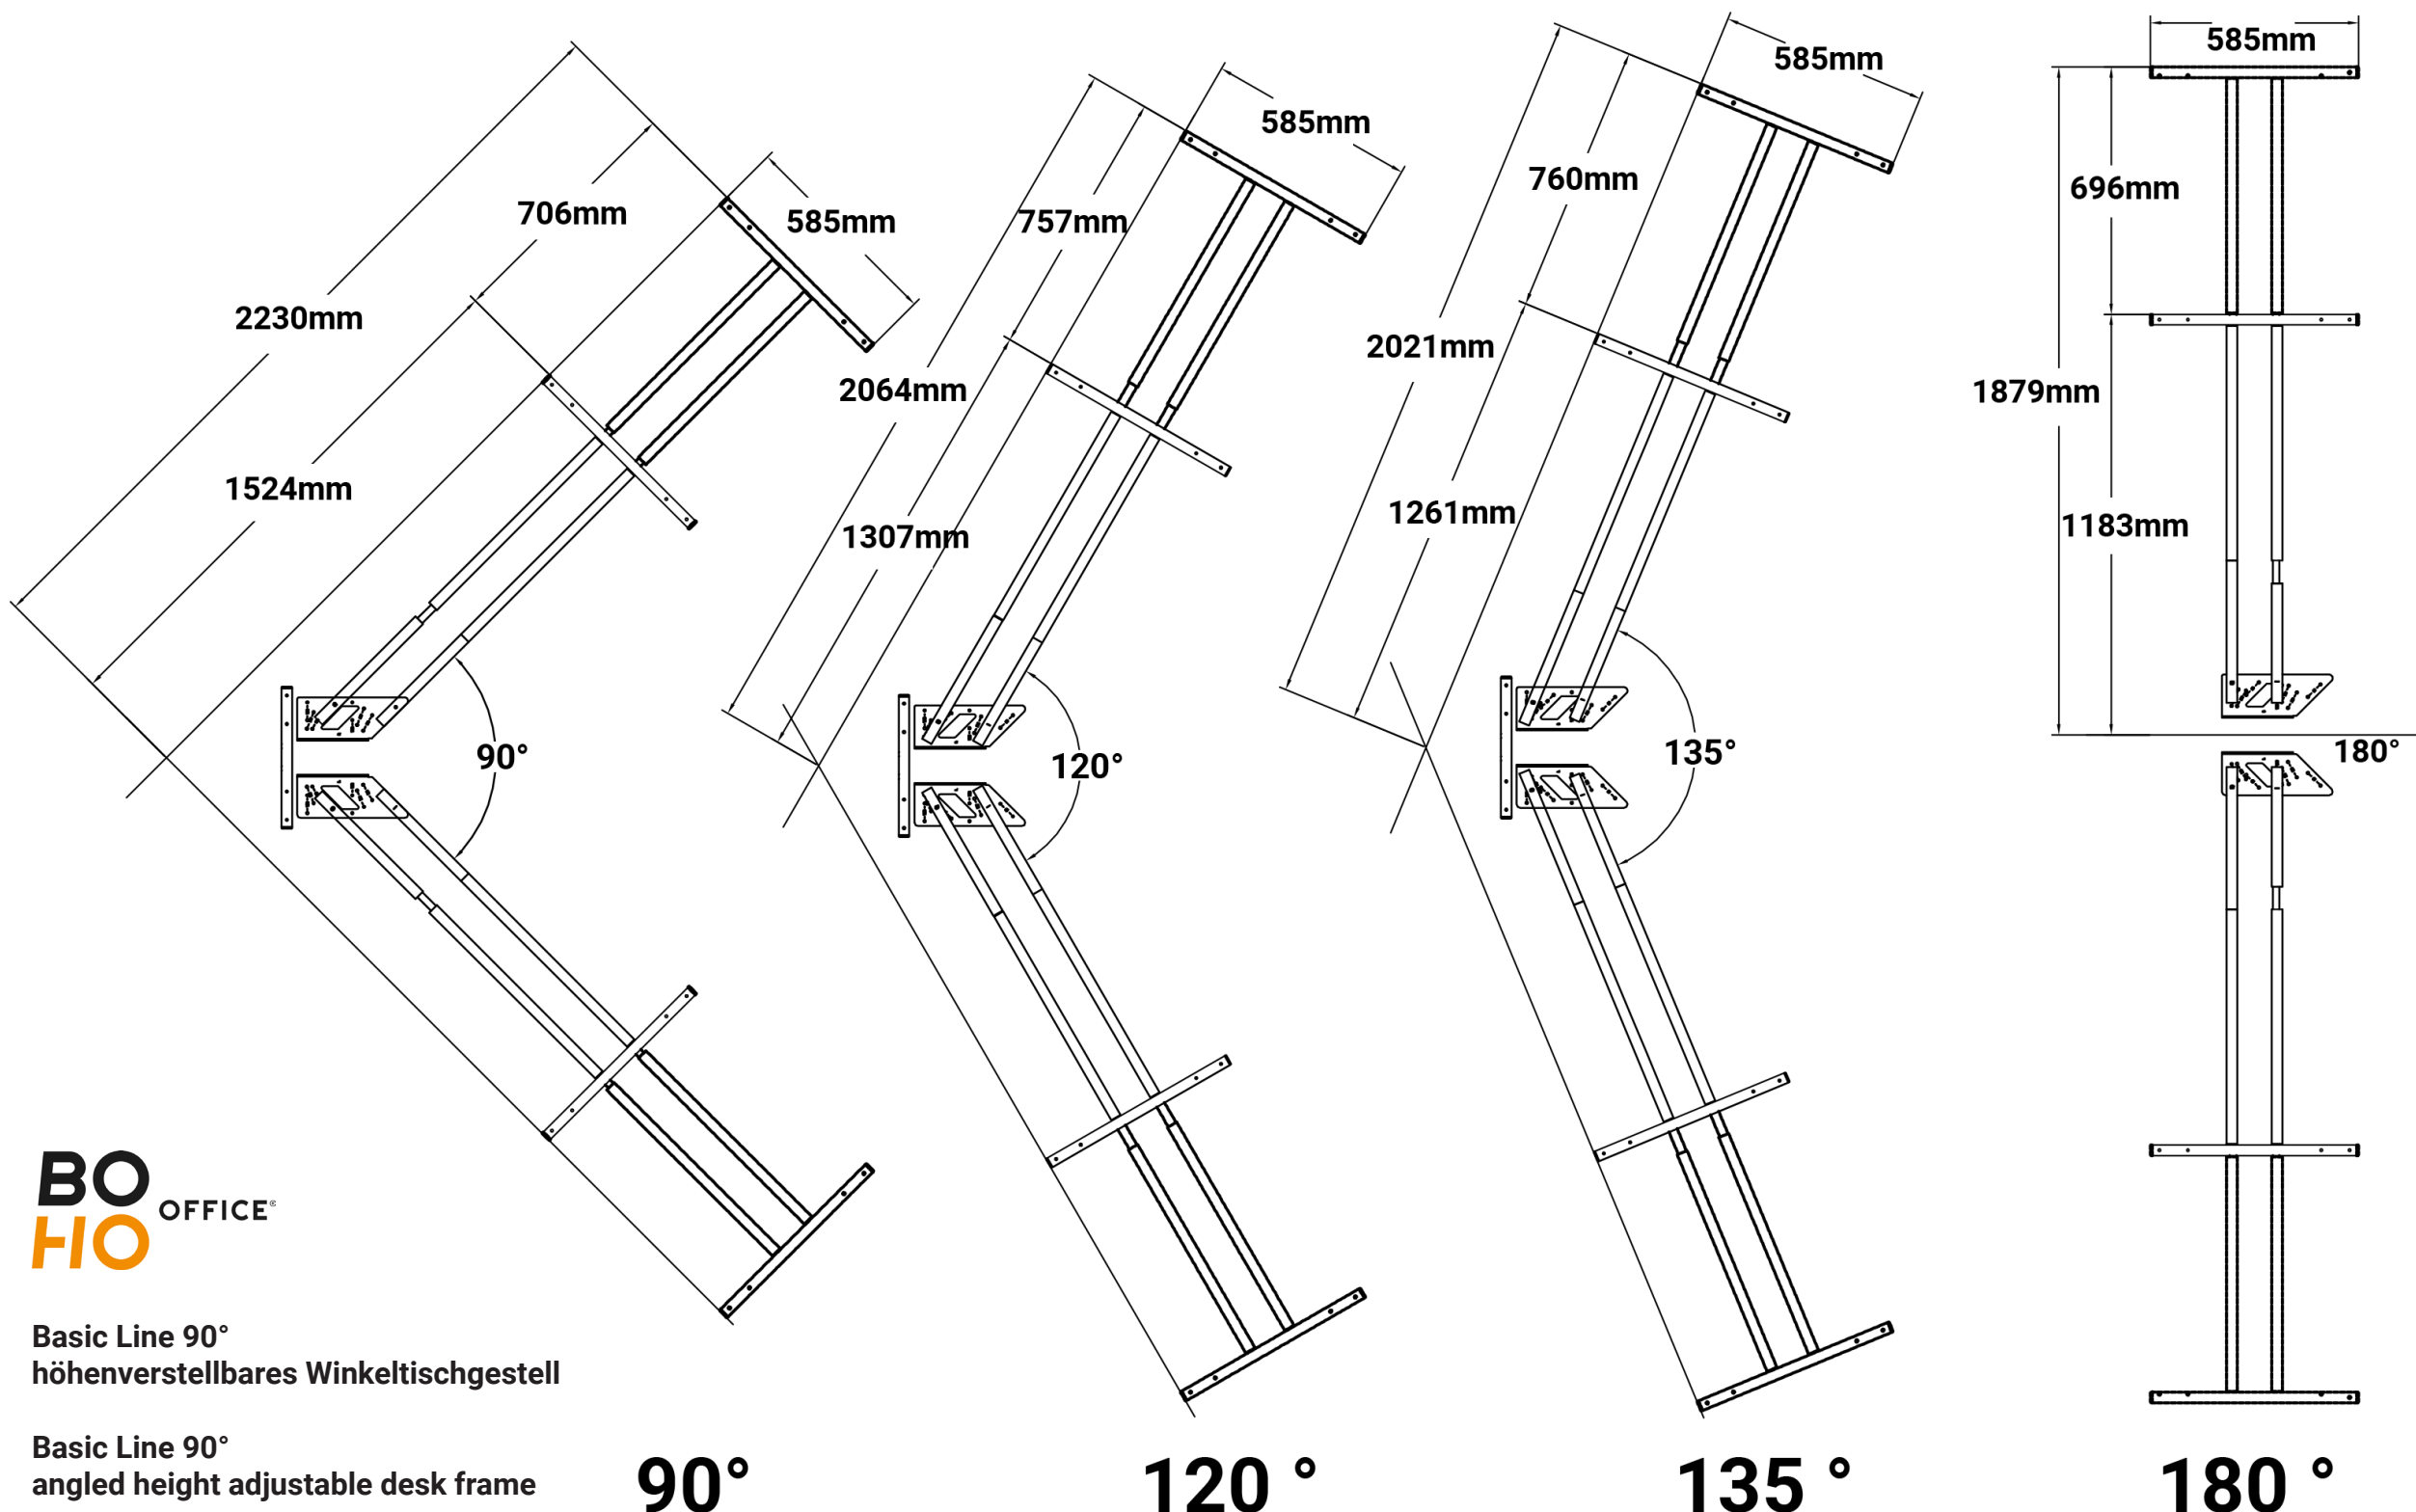 2230mm
706mm
585mm
1524mm
90°
585mm
757mm
2064mm
1307mm
120°
585mm
760mm
2021mm
1261mm
135°
585mm
696mm
1879mm
1183mm
180°
BO
HO
OFFICE®
Basic Line 90°
höhenverstellbares Winkeltischgestell
Basic Line 90°
angled height adjustable desk frame
90°
120 °
135 °
180 °